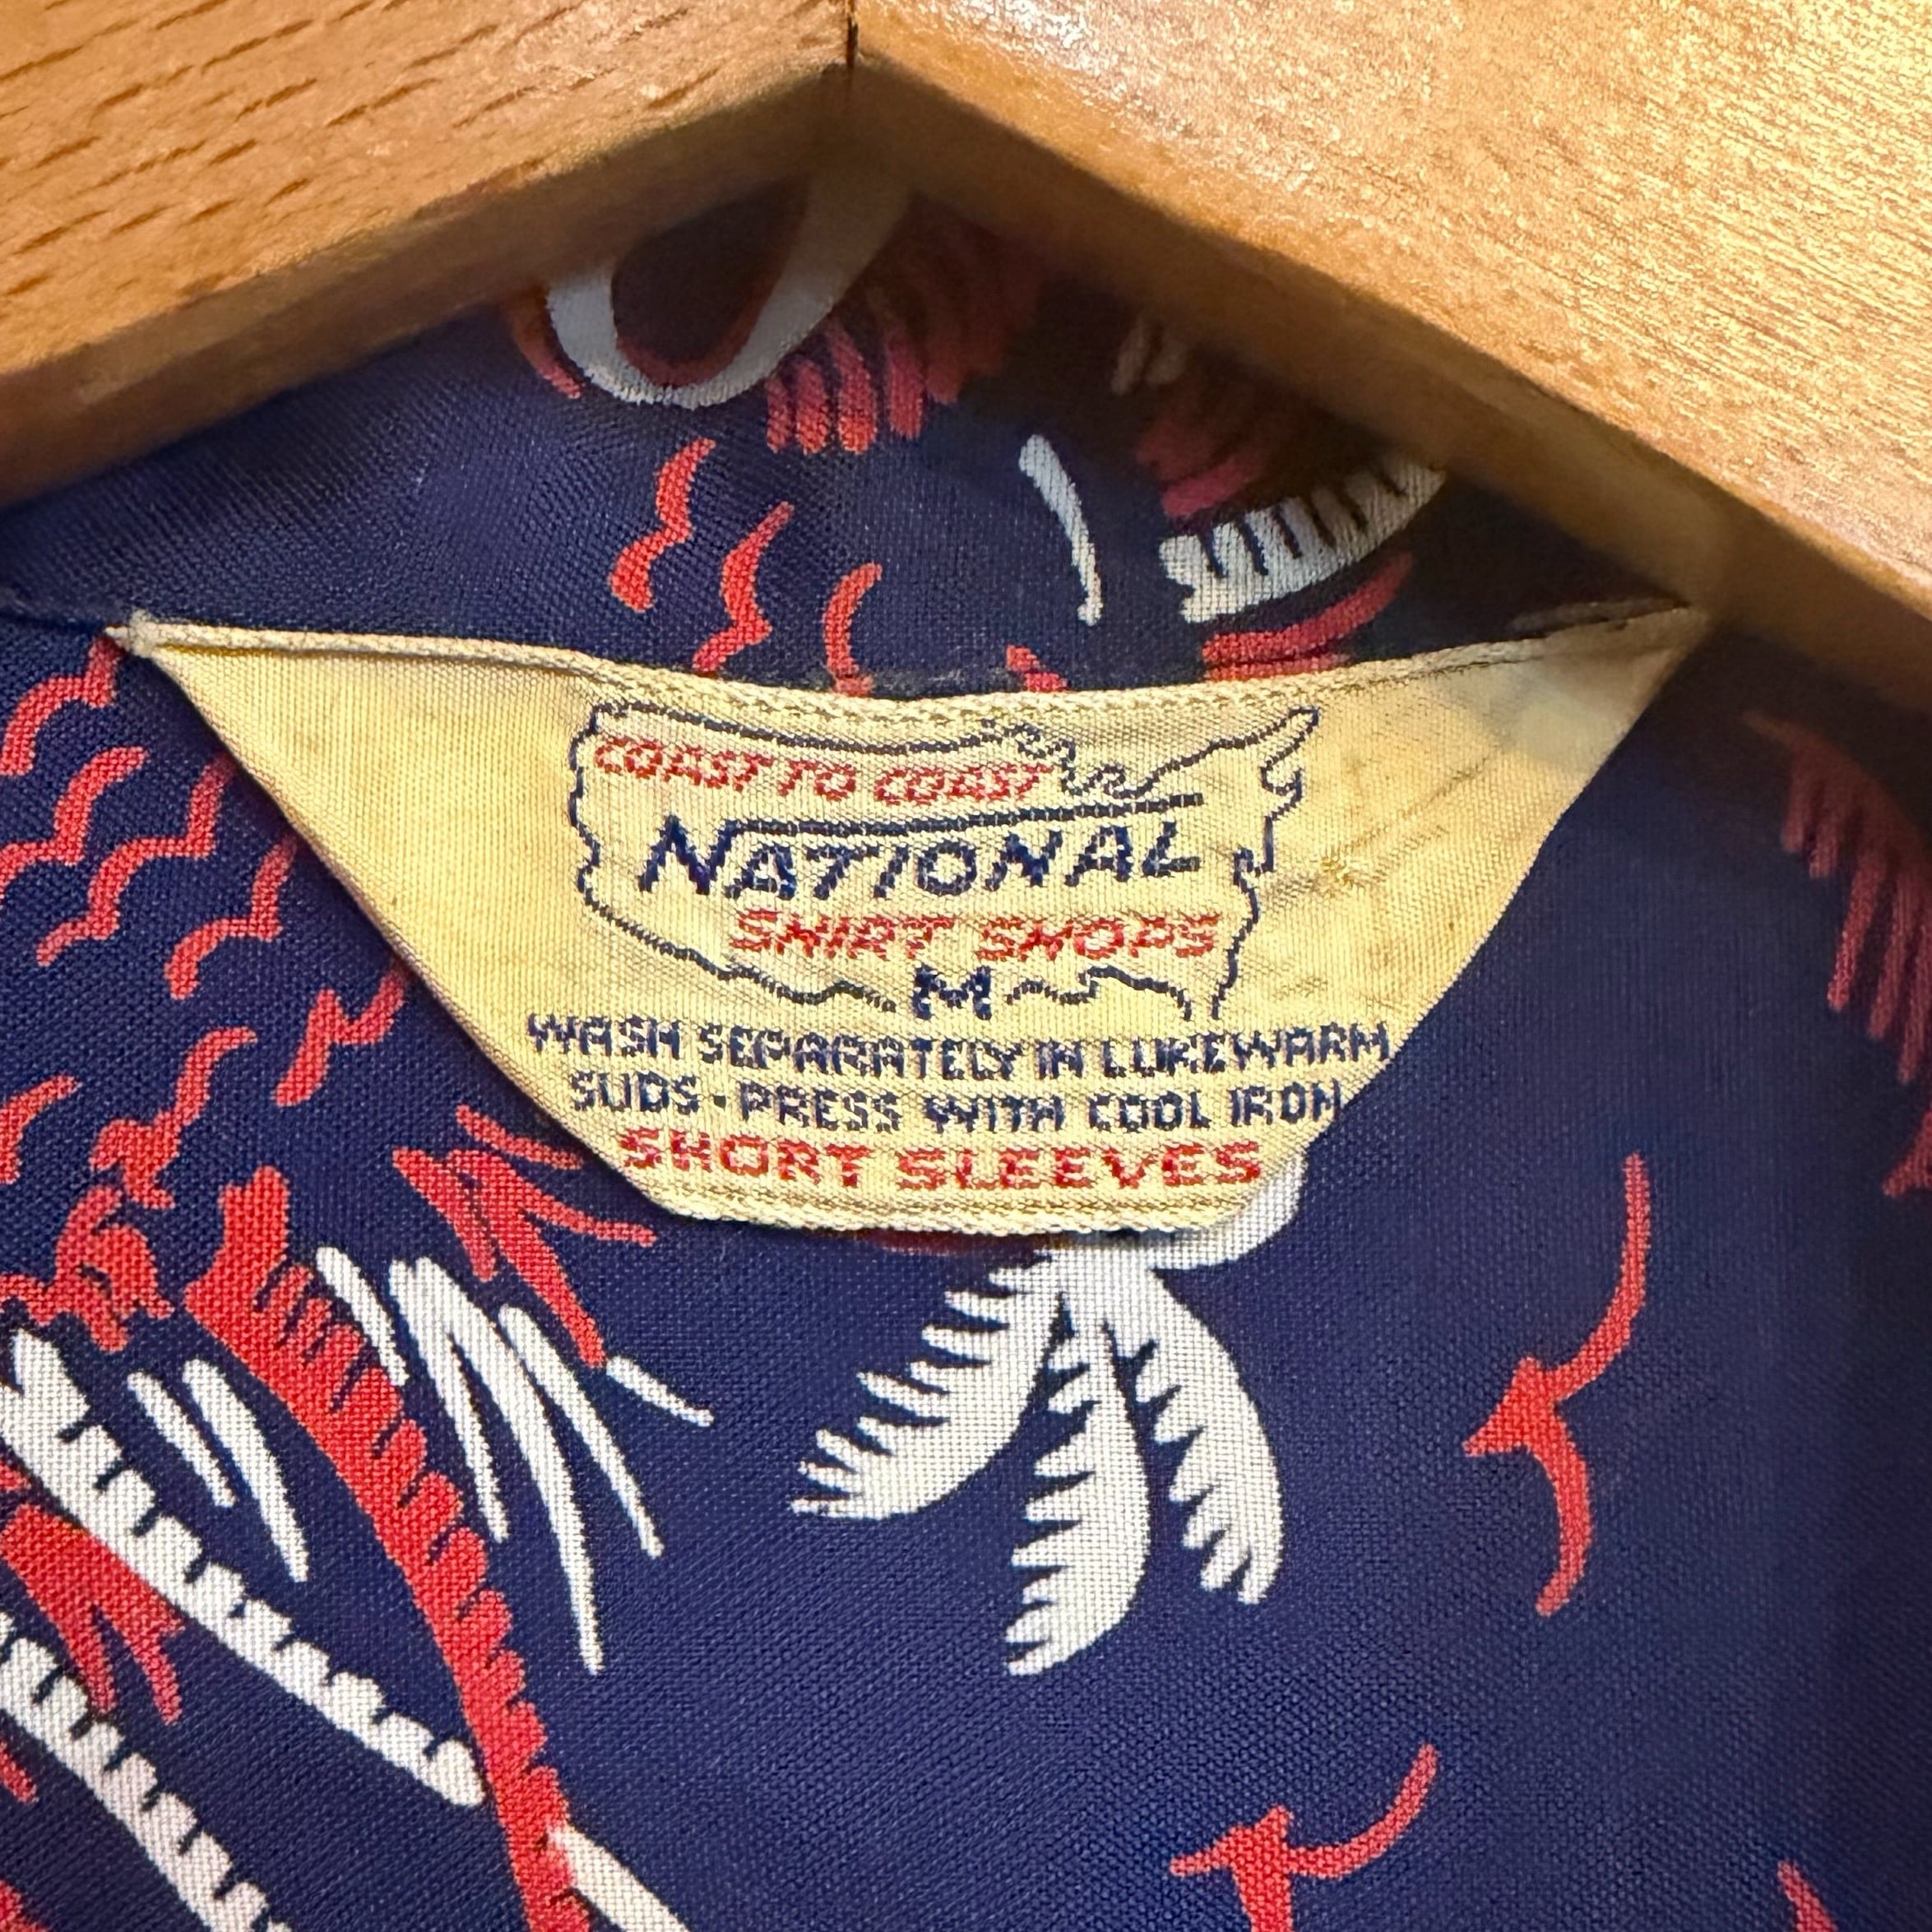 COAST TO COAST
NATIONAL
SHIRT SHOPS
M
WASH SEPARATELY IN LUKEWARM
SUDS - PRESS WITH COOL IRON
SHORT SLEEVES